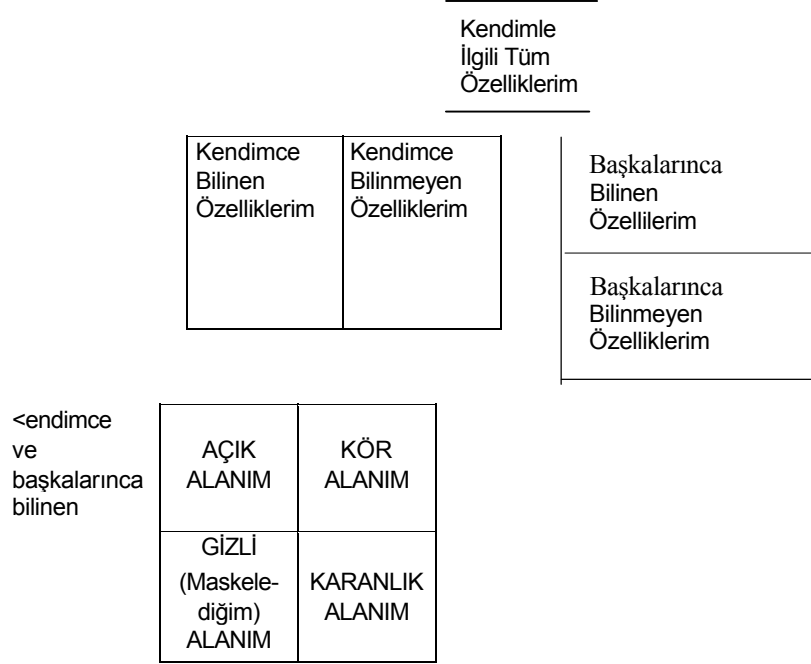 Kendimle
İlgili Tüm
Özelliklerim
Kendimce
Bilinen
Özelliklerim
Kendimce
Bilinmeyen
Özelliklerim
Başkalarınca
Bilinen
Özellilerim
Başkalarınca
Bilinmeyen
Özelliklerim
<endimce
ve
başkalarınca
bilinen
AÇIK
ALANIM
KÖR
ALANIM
GİZLİ
(Maskele-
diğim)
ALANIM
KARANLIK
ALANIM